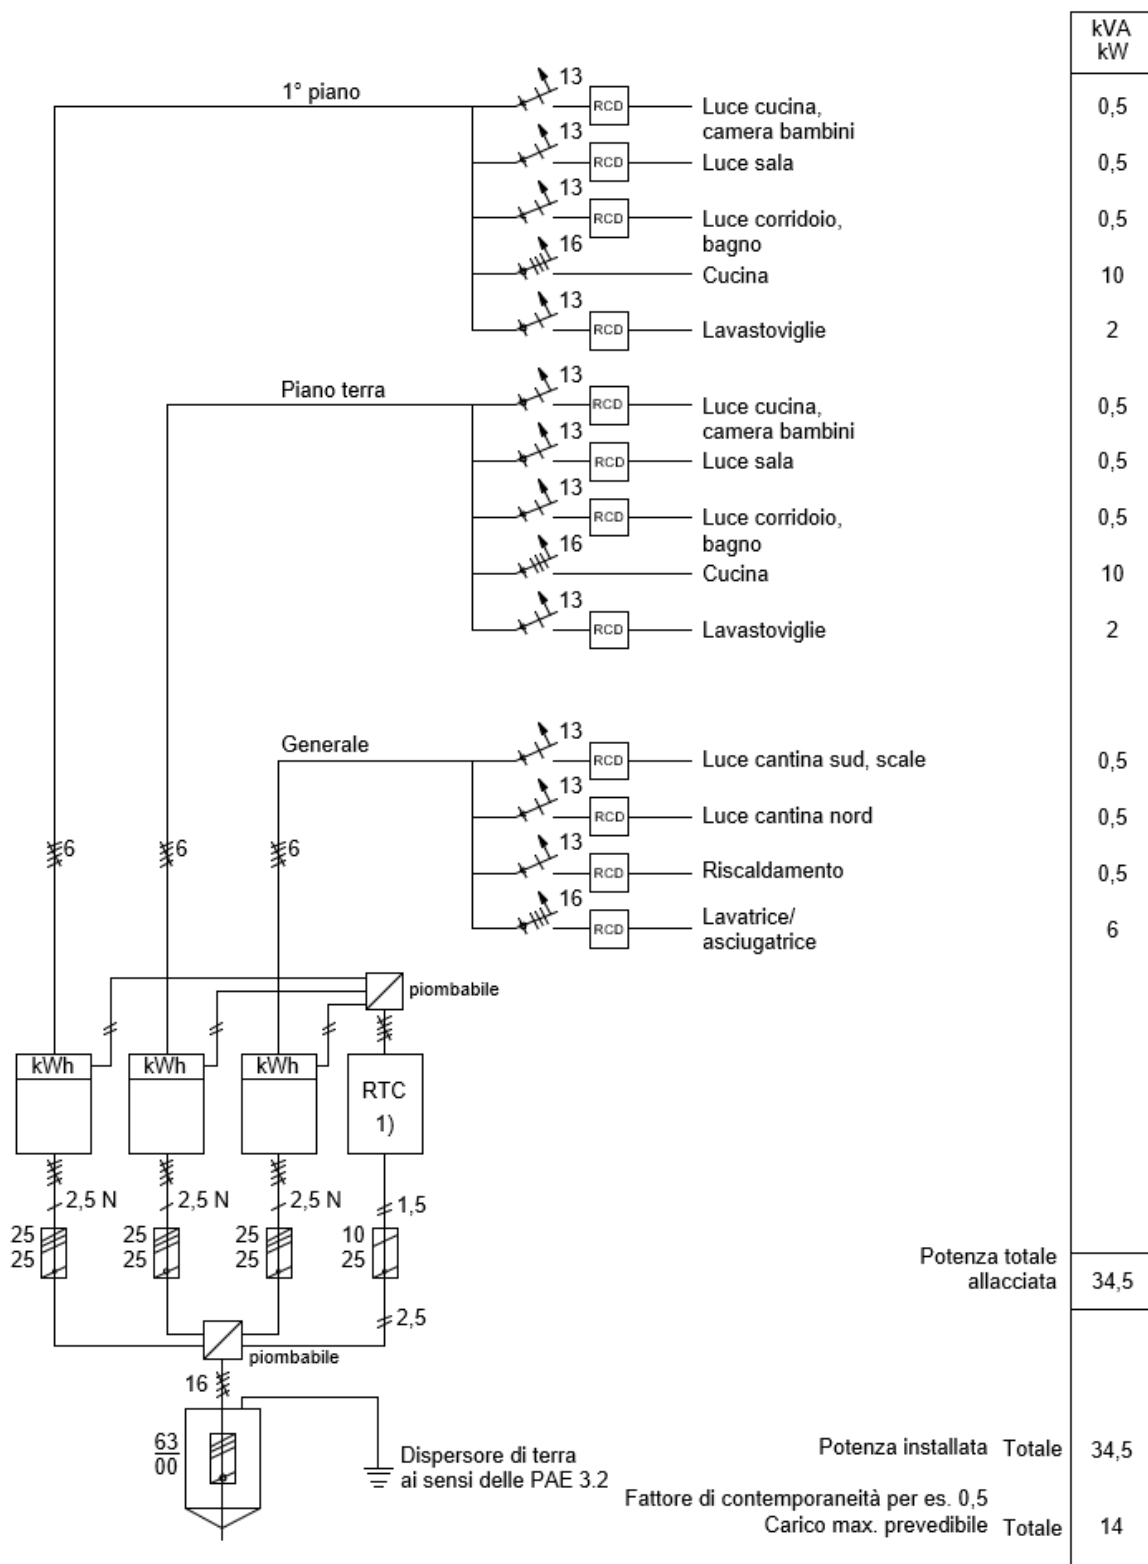 kVA
kW
1° piano
13
RCD
Luce cucina,
camera bambini
0,5
13
RCD
Luce sala
0,5
13
RCD
Luce corridoio,
bagno
0,5
16
Cucina
10
13
RCD
Lavastoviglie
2
Piano terra
13
RCD
Luce cucina,
camera bambini
0,5
13
RCD
Luce sala
0,5
13
RCD
Luce corridoio,
bagno
0,5
16
Cucina
10
13
RCD
Lavastoviglie
2
Generale
13
RCD
Luce cantina sud, scale
0,5
13
RCD
Luce cantina nord
0,5
13
RCD
Riscaldamento
0,5
16
RCD
Lavatrice/
asciugatrice
6
6
6
6
piombabile
kWh
kWh
kWh
RTC
1)
2,5 N
2,5 N
2,5 N
1,5
25
25
25
25
25
25
10
25
2,5
piombabile
16
63
00
Dispersore di terra
ai sensi delle PAE 3.2
Potenza totale
allacciata
34,5
Potenza installata Totale 34,5
Fattore di contemporaneità per es. 0,5
Carico max. prevedibile Totale 14